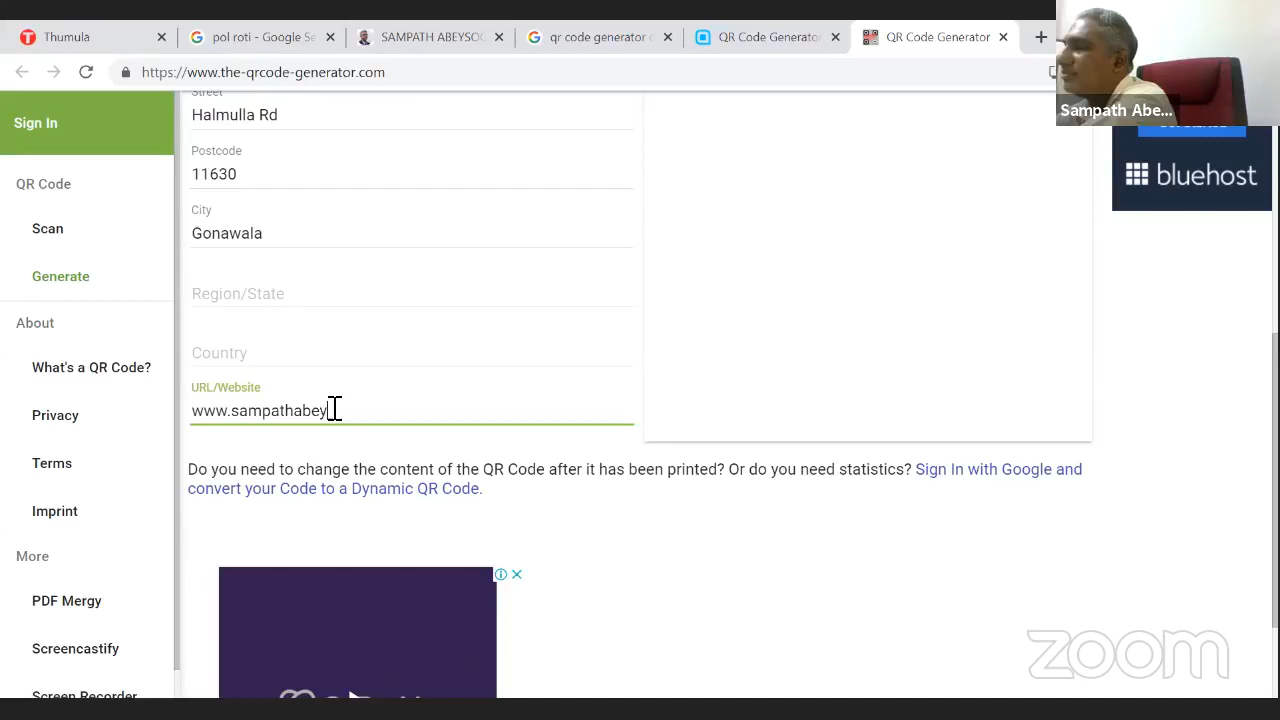 Thumula
pol roti - Google Se
SAMPATH ABEYSOO
qr code generator o
QR Code Generato
QR Code Generator
https://www.the-qrcode-generator.com
Sampath Abe...
Sign In
QR Code
Scan
Generate
About
What's a QR Code?
Privacy
Terms
Imprint
More
PDF Mergy
Screencastify
Screen Recorder
Street
Halmulla Rd
Postcode
11630
City
Gonawala
Region/State
Country
URL/Website
www.sampathabey
bluehost
Do you need to change the content of the QR Code after it has been printed? Or do you need statistics? Sign In with Google and
convert your Code to a Dynamic QR Code.
zoom